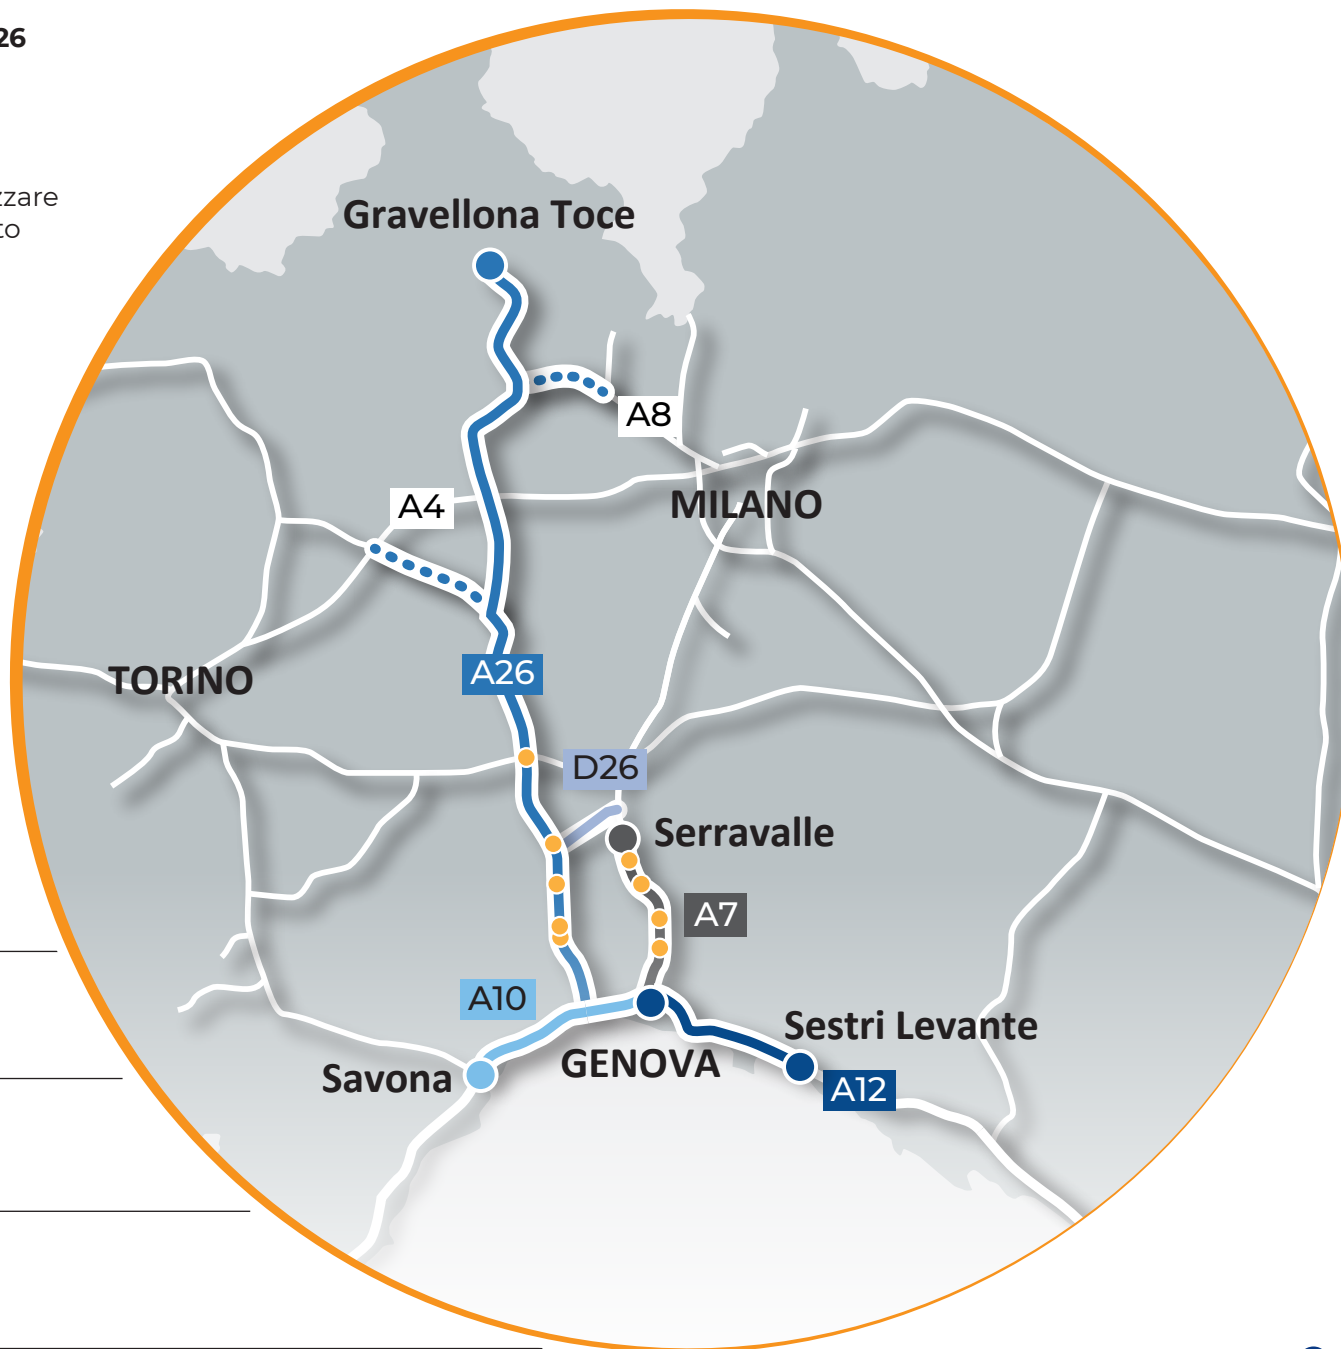 26
zzare
to
Gravellona Toce
A8
A4
MILANO
TORINO
A26
D26
Serravalle
A7
A10
Sestri Levante
GENOVA
Savona
A12